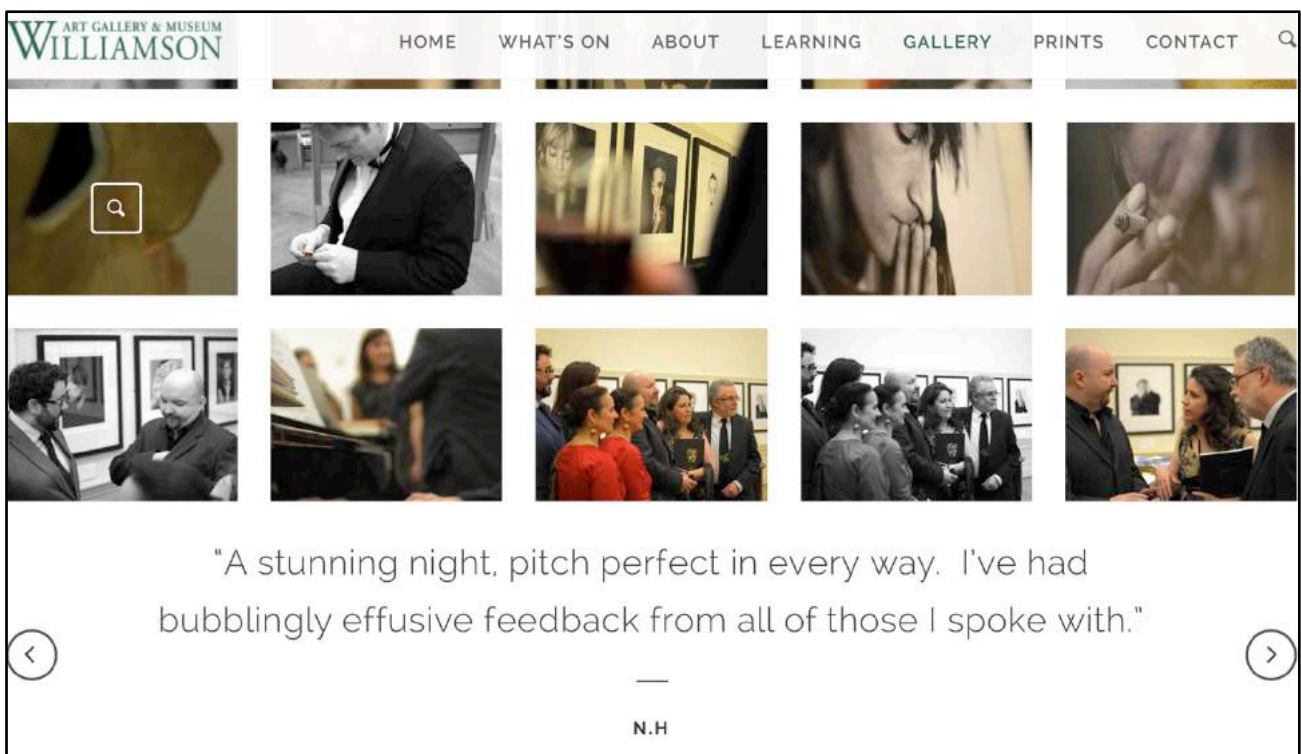 ART GALLERY & MUSEUM
WILLIAMSON
HOME WHAT'S ON ABOUT LEARNING GALLERY PRINTS CONTACT
“A stunning night, pitch perfect in every way. I've had
bubblingly effusive feedback from all of those I spoke with.”
N.H